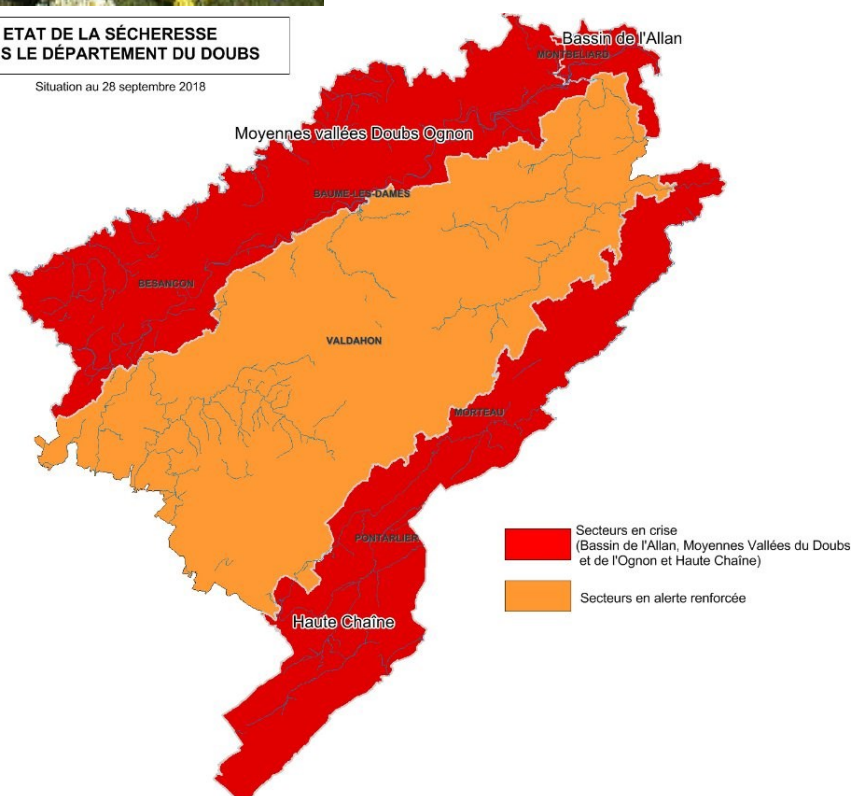 ETAT DE LA SÉCHERESSE
S LE DÉPARTEMENT DU DOUBS
Situation au 28 septembre 2018
Bassin de l'Allan
MONTBELIARD
Moyennes vallées Doubs Ognon
BAUME-LES-DAMES
BESANCON
VALDAHON
MORTEAU
PONTARLIER
Haute Chaîne
Secteurs en crise
(Bassin de l'Allan, Moyennes Vallées du Doubs
et de l'Ognon et Haute Chaîne)
Secteurs en alerte renforcée